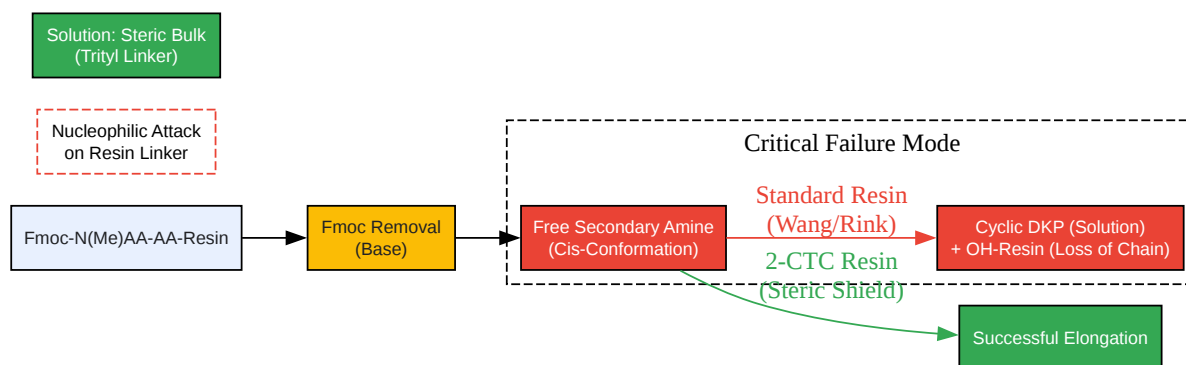 Solution: Steric Bulk
(Trityl Linker)
Nucleophilic Attack
on Resin Linker
Critical Failure Mode
Fmoc-N(Me)AA-AA-Resin
Fmoc Removal
(Base)
Free Secondary Amine
(Cis-Conformation)
Standard Resin
(Wang/Rink)
2-CTC Resin
(Steric Shield)
Cyclic DKP (Solution)
+ OH-Resin (Loss of Chain)
Successful Elongation